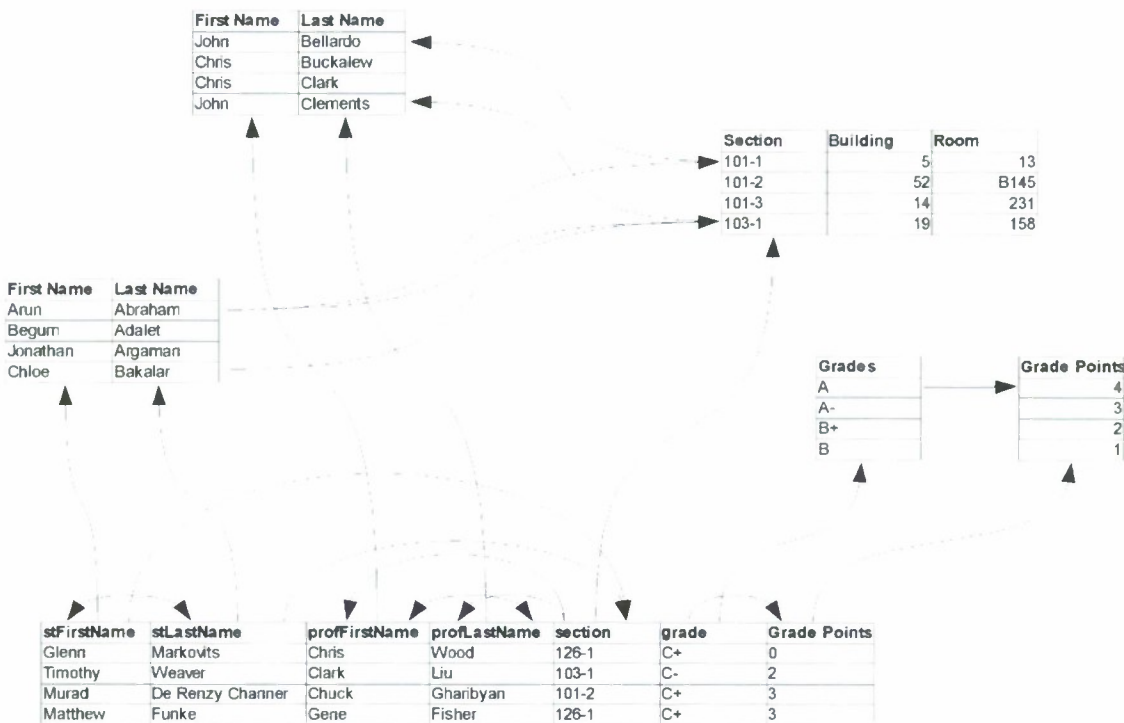 First Name Last Name
John Bellardo
Chris Buckalew
Chris Clark
John Clements
Section Building Room
101-1 5 13
101-2 52 B145
101-3 14 231
103-1 19 158
First Name Last Name
Arun Abraham
Begum Adalet
Jonathan Argaman
Chloe Bakalar
Grades
A
A-
B+
B
Grade Points
4
3
2
1
stFirstName stLastName profFirstName profLastName section grade Grade Points
Glenn Markovits Chris Wood 126-1 C+ 0
Timothy Weaver Clark Liu 103-1 C- 2
Murad De Renzy Channer Chuck Gharibyan 101-2 C+ 3
Matthew Funke Gene Fisher 126-1 C+ 3